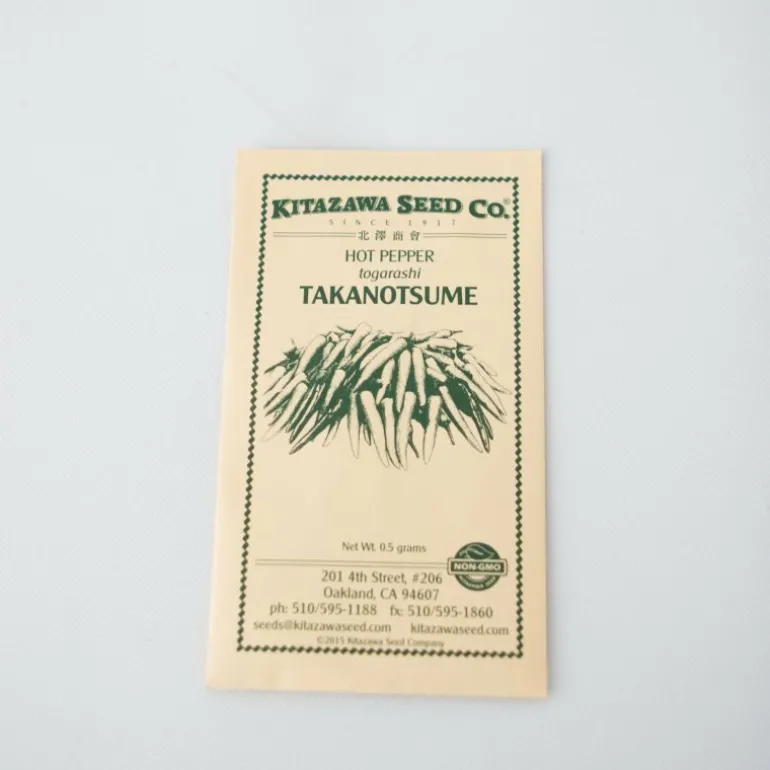 KITAZAWA SEED CO.®
SINCE 1917
北澤商會
HOT PEPPER
togarashi
TAKANOTSUME
Net Wt. 0.5 grams
NON-GMO
201 4th Street, #206
Oakland, CA 94607
ph: 510/595-1188 fx: 510/595-1860
seeds@kitazawaseed.com kitazawaseed.com
©2015 Kitazawa Seed Company